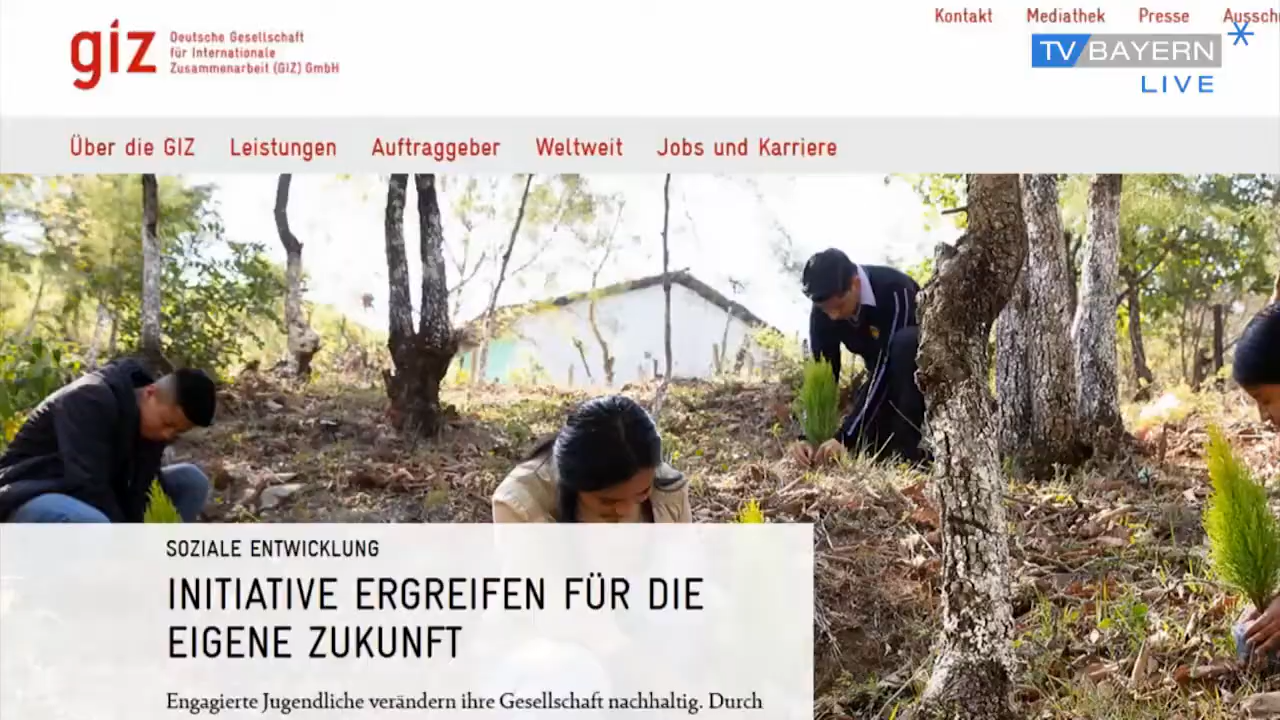 Kontakt Mediathek Presse
giz
Deutsche Gesellschaft
für Internationale
Zusammenarbeit (GIZ) GmbH
TV BAYERN
LIVE
Über die GIZ Leistungen Auftraggeber Weltweit Jobs und Karriere
SOZIALE ENTWICKLUNG
INITIATIVE ERGREIFEN FÜR DIE
EIGENE ZUKUNFT
Engagierte Jugendliche verändern ihre Gesellschaft nachhaltig. Durch